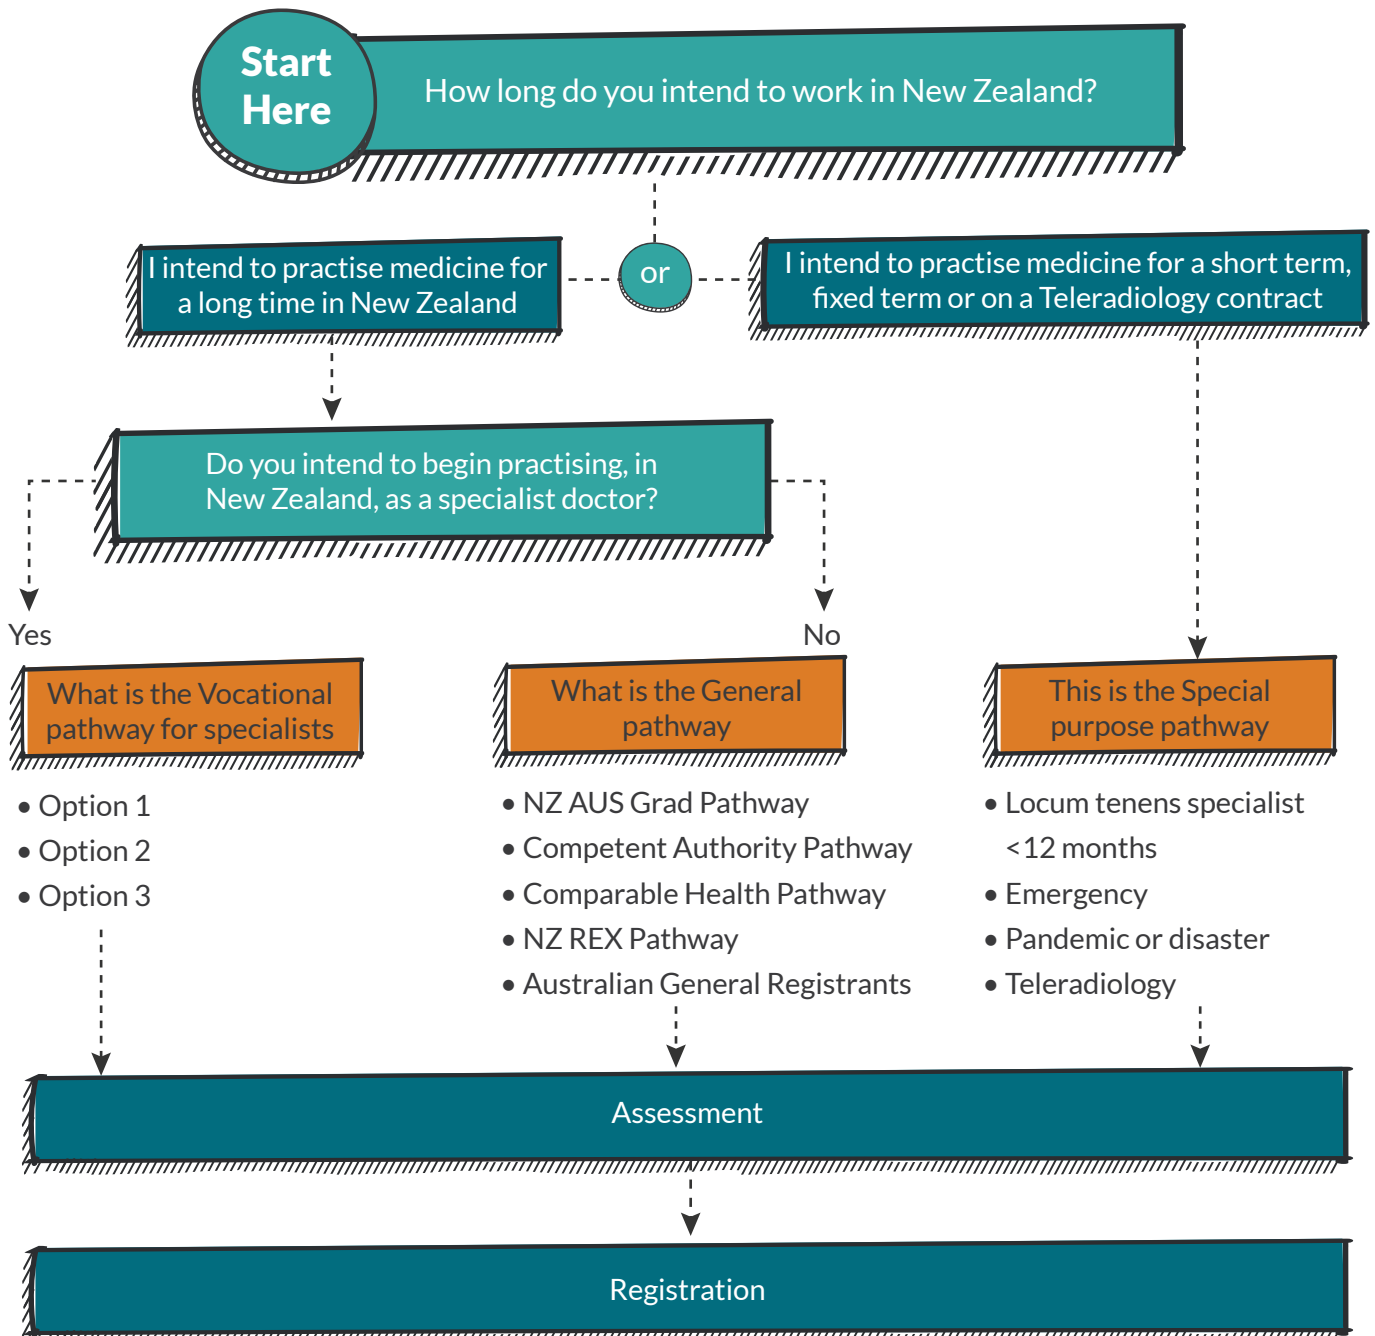 Start
Here
How long do you intend to work in New Zealand?
I intend to practise medicine for
a long time in New Zealand
or
I intend to practise medicine for a short term,
fixed term or on a Teleradiology contract
Do you intend to begin practising, in
New Zealand, as a specialist doctor?
Yes
No
What is the Vocational
pathway for specialists
• Option 1
• Option 2
• Option 3
What is the General
pathway
• NZ AUS Grad Pathway
• Competent Authority Pathway
• Comparable Health Pathway
• NZ REX Pathway
• Australian General Registrants
This is the Special
purpose pathway
• Locum tenens specialist
<12 months
• Emergency
• Pandemic or disaster
• Teleradiology
Assessment
Registration